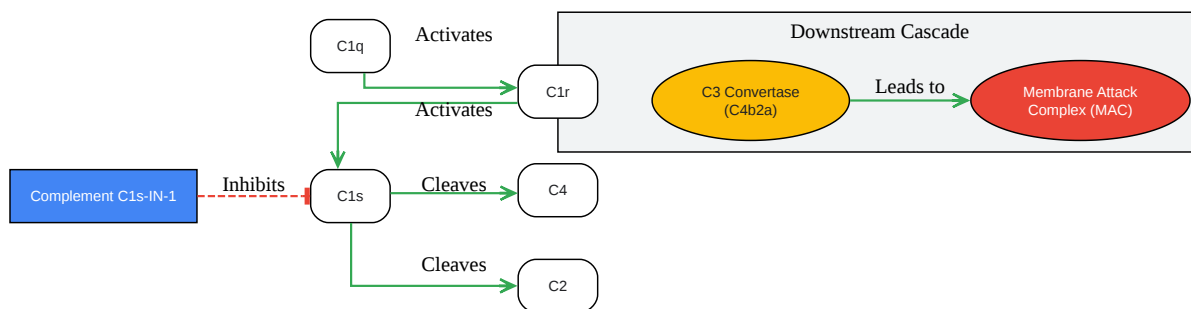 C1q
Activates
Downstream Cascade
C1r
C3 Convertase
(C4b2a)
Leads to
Membrane Attack
Complex (MAC)
Activates
Complement C1s-IN-1
Inhibits
C1s
Cleaves
C4
Cleaves
C2